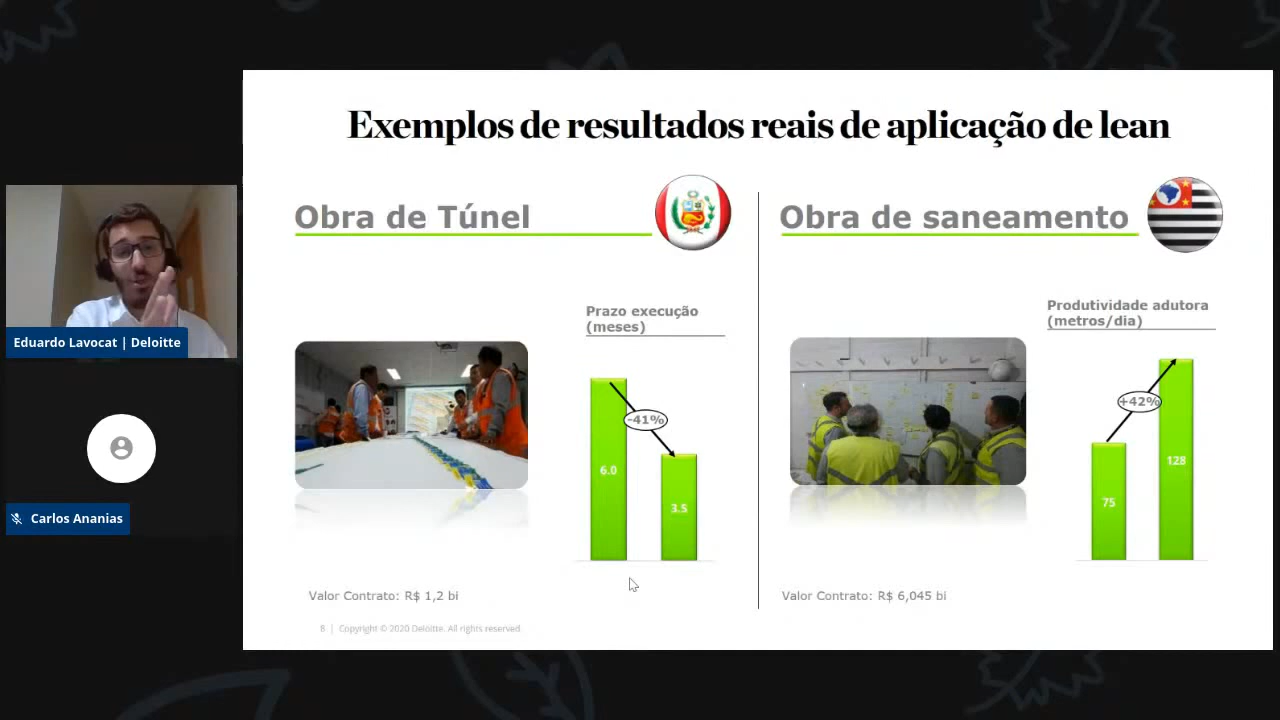 Exemplos de resultados reais de aplicação de lean
Obra de Túnel
Prazo execução
(meses)
-41%
6.0
3.5
Valor Contrato: R$ 1,2 bi
8 | Copyright © 2020 Deloitte. All rights reserved.
Obra de saneamento
Produtividade adutora
(metros/dia)
+42%
75
128
Valor Contrato: R$ 6,045 bi
Eduardo Lavocat | Deloitte
Carlos Ananias